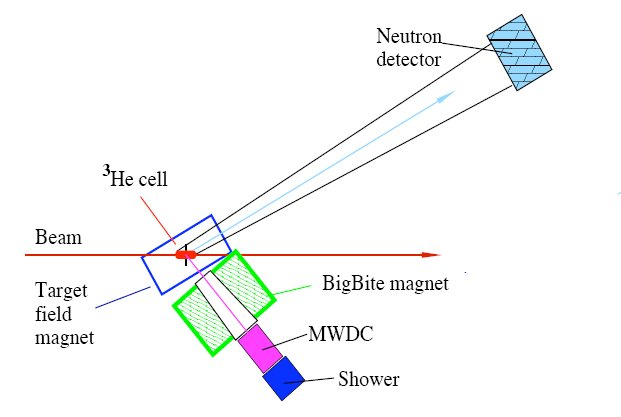 Neutron
detector
³He cell
Beam
BigBite magnet
Target
field
magnet
MWDC
Shower